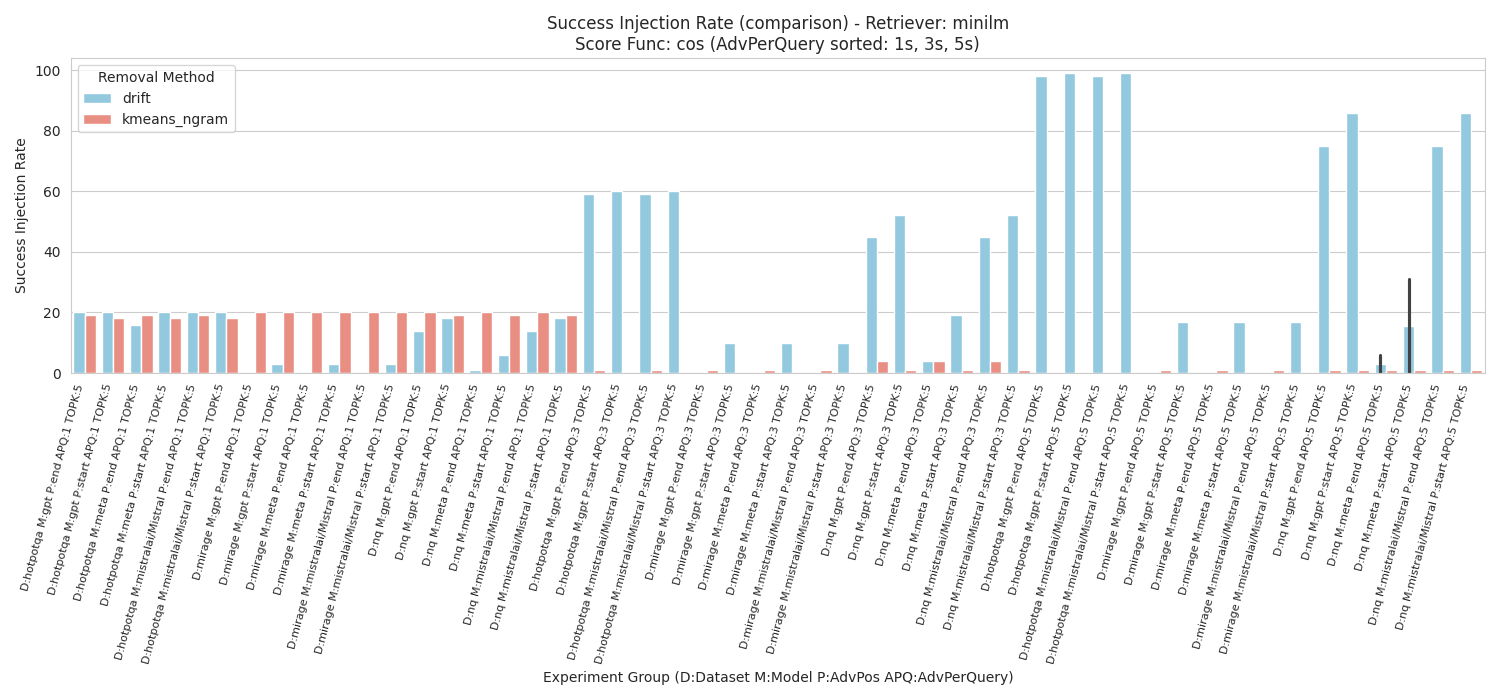 Success Injection Rate (comparison) - Retriever: minilm
Score Func: cos (AdvPerQuery sorted: 1s, 3s, 5s)
Removal Method
drift
kmeans_ngram
Success Injection Rate
100
80
60
40
20
0
D:hotpotqa M:gpt P:end APQ:1 TOPK:5
D:hotpotqa M:gpt P:start APQ:1 TOPK:5
D:hotpotqa M:meta P:end APQ:1 TOPK:5
D:hotpotqa M:meta P:start APQ:1 TOPK:5
D:hotpotqa M:mistralai/Mistral P:end APQ:1 TOPK:5
D:hotpotqa M:mistralai/Mistral P:start APQ:1 TOPK:5
D:mirage M:gpt P:end APQ:1 TOPK:5
D:mirage M:gpt P:start APQ:1 TOPK:5
D:mirage M:meta P:end APQ:1 TOPK:5
D:mirage M:meta P:start APQ:1 TOPK:5
D:mirage M:mistralai/Mistral P:end APQ:1 TOPK:5
D:mirage M:mistralai/Mistral P:start APQ:1 TOPK:5
D:nq M:gpt P:end APQ:1 TOPK:5
D:nq M:gpt P:start APQ:1 TOPK:5
D:nq M:meta P:end APQ:1 TOPK:5
D:nq M:meta P:start APQ:1 TOPK:5
D:nq M:mistralai/Mistral P:end APQ:1 TOPK:5
D:nq M:mistralai/Mistral P:start APQ:1 TOPK:5
D:hotpotqa M:gpt P:end APQ:3 TOPK:5
D:hotpotqa M:gpt P:start APQ:3 TOPK:5
D:hotpotqa M:mistralai/Mistral P:end APQ:3 TOPK:5
D:hotpotqa M:mistralai/Mistral P:start APQ:3 TOPK:5
D:mirage M:gpt P:end APQ:3 TOPK:5
D:mirage M:gpt P:start APQ:3 TOPK:5
D:mirage M:meta P:end APQ:3 TOPK:5
D:mirage M:meta P:start APQ:3 TOPK:5
D:mirage M:mistralai/Mistral P:end APQ:3 TOPK:5
D:mirage M:mistralai/Mistral P:start APQ:3 TOPK:5
D:nq M:gpt P:end APQ:3 TOPK:5
D:nq M:gpt P:start APQ:3 TOPK:5
D:nq M:meta P:end APQ:3 TOPK:5
D:nq M:meta P:start APQ:3 TOPK:5
D:nq M:mistralai/Mistral P:end APQ:3 TOPK:5
D:nq M:mistralai/Mistral P:start APQ:3 TOPK:5
D:hotpotqa M:gpt P:end APQ:5 TOPK:5
D:hotpotqa M:gpt P:start APQ:5 TOPK:5
D:hotpotqa M:mistralai/Mistral P:end APQ:5 TOPK:5
D:hotpotqa M:mistralai/Mistral P:start APQ:5 TOPK:5
D:mirage M:gpt P:end APQ:5 TOPK:5
D:mirage M:gpt P:start APQ:5 TOPK:5
D:mirage M:meta P:end APQ:5 TOPK:5
D:mirage M:meta P:start APQ:5 TOPK:5
D:mirage M:mistralai/Mistral P:end APQ:5 TOPK:5
D:mirage M:mistralai/Mistral P:start APQ:5 TOPK:5
D:nq M:gpt P:end APQ:5 TOPK:5
D:nq M:gpt P:start APQ:5 TOPK:5
D:nq M:meta P:end APQ:5 TOPK:5
D:nq M:meta P:start APQ:5 TOPK:5
D:nq M:mistralai/Mistral P:end APQ:5 TOPK:5
D:nq M:mistralai/Mistral P:start APQ:5 TOPK:5
Experiment Group (D:Dataset M:Model P:AdvPos APQ:AdvPerQuery)